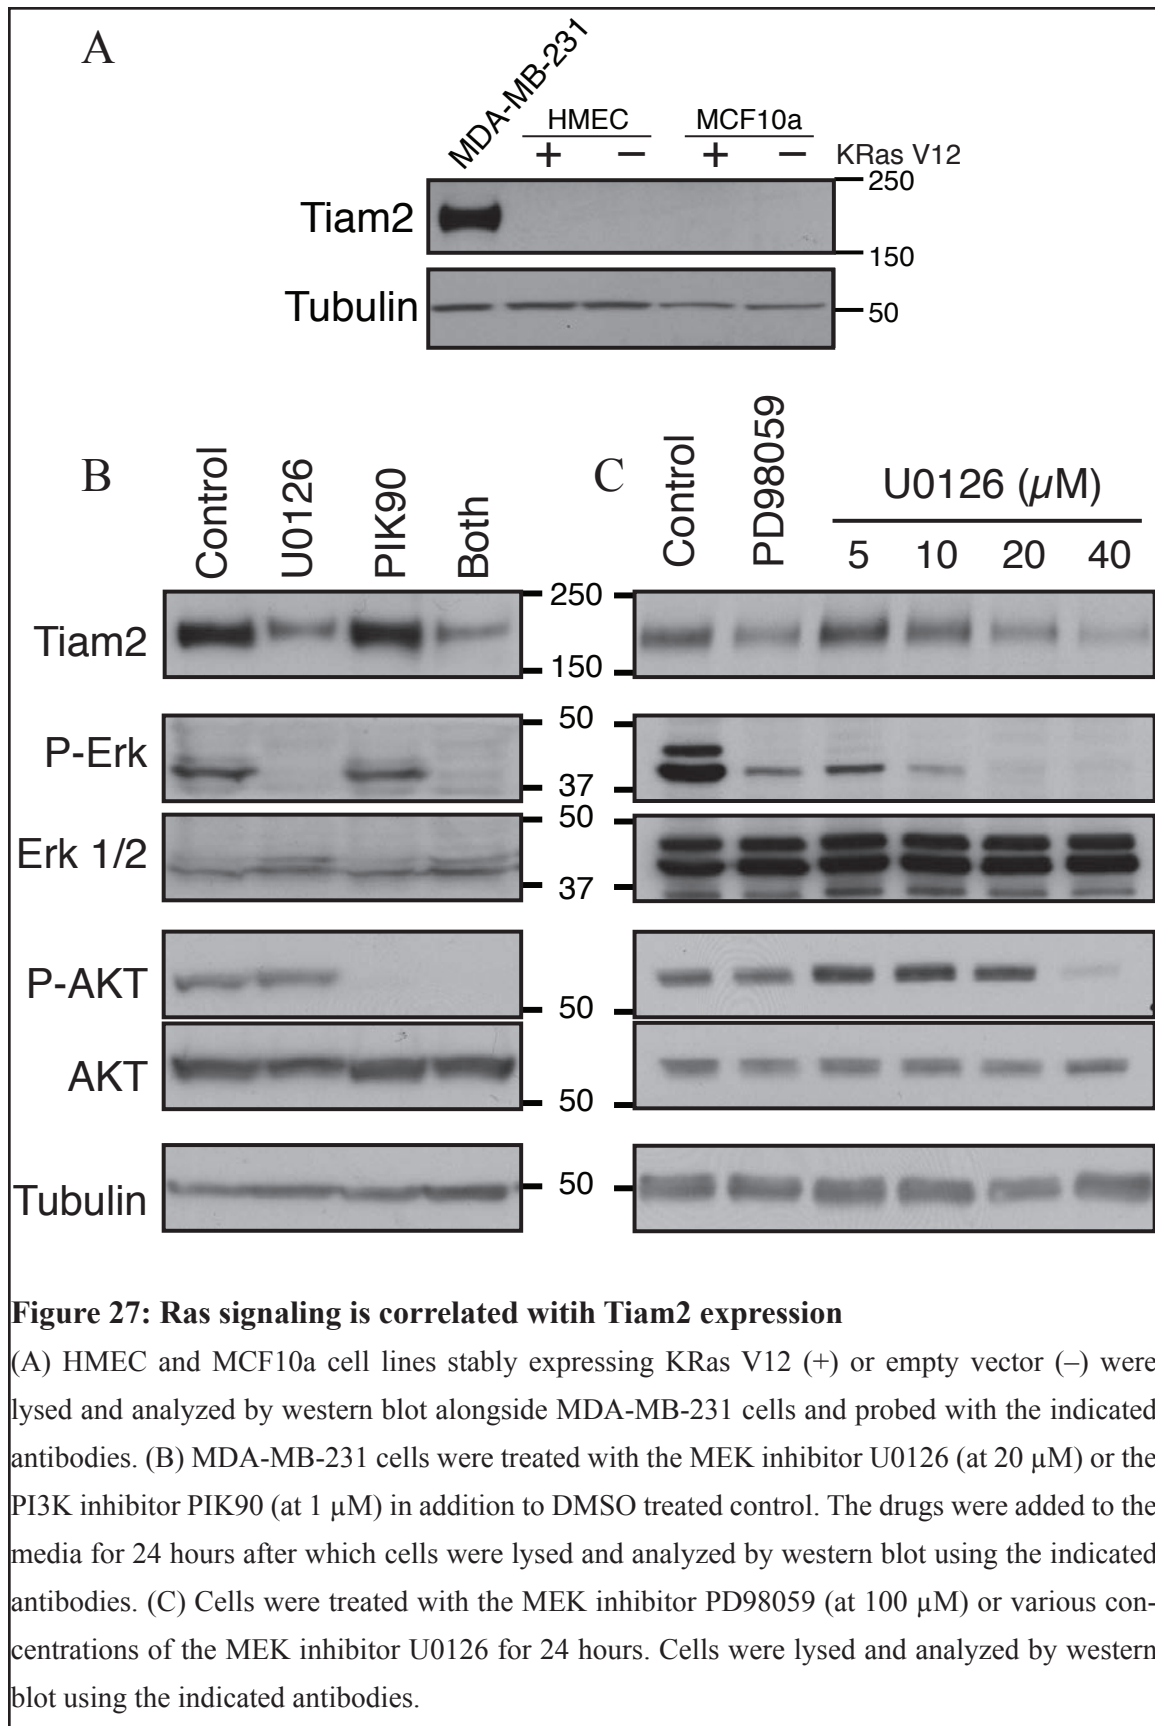 A
MDA-MB-231
HMEC
MCF10a
+ – + – KRas V12
Tiam2
250
150
Tubulin
50
B
Control
U0126
PIK90
Both
C
Control
PD98059
U0126 (µM)
5 10 20 40
Tiam2
250
150
P-Erk
50
37
Erk 1/2
50
37
P-AKT
50
AKT
50
Tubulin
50
Figure 27: Ras signaling is correlated witih Tiam2 expression
(A) HMEC and MCF10a cell lines stably expressing KRas V12 (+) or empty vector (–) were
lysed and analyzed by western blot alongside MDA-MB-231 cells and probed with the indicated
antibodies. (B) MDA-MB-231 cells were treated with the MEK inhibitor U0126 (at 20 µM) or the
PI3K inhibitor PIK90 (at 1 µM) in addition to DMSO treated control. The drugs were added to the
media for 24 hours after which cells were lysed and analyzed by western blot using the indicated
antibodies. (C) Cells were treated with the MEK inhibitor PD98059 (at 100 µM) or various con-
centrations of the MEK inhibitor U0126 for 24 hours. Cells were lysed and analyzed by western
blot using the indicated antibodies.